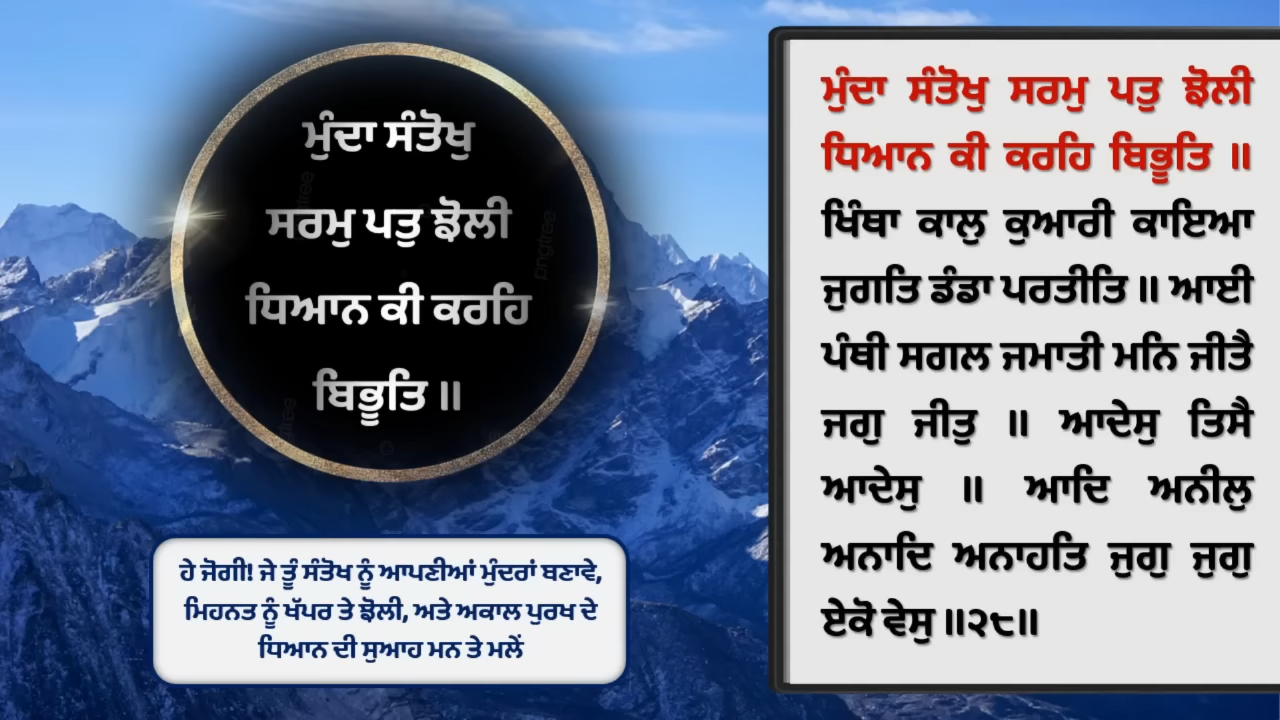 ਮੁੰਦਾ ਸੰਤੋਖੁ
ਸਰਮੁ ਪਤੁ ਝੋਲੀ
ਧਿਆਨ ਕੀ ਕਰਹਿ
ਬਿਭੂਤਿ ॥
ਹੇ ਜੋਗੀ! ਜੇ ਤੂੰ ਸੰਤੋਖ ਨੂੰ ਆਪਣੀਆਂ ਮੁੰਦਰਾਂ ਬਣਾਵੇ,
ਮਿਹਨਤ ਨੂੰ ਖੱਪਰ ਤੇ ਝੋਲੀ, ਅਤੇ ਅਕਾਲ ਪੁਰਖ ਦੇ
ਧਿਆਨ ਦੀ ਸੁਆਹ ਮਨ ਤੇ ਮਲੇਂ
ਮੁੰਦਾ ਸੰਤੋਖੁ ਸਰਮੁ ਪਤੁ ਝੋਲੀ
ਧਿਆਨ ਕੀ ਕਰਹਿ ਬਿਭੂਤਿ ॥
ਖਿੰਥਾ ਕਾਲੁ ਕੁਆਰੀ ਕਾਇਆ
ਜੁਗਤਿ ਡੰਡਾ ਪਰਤੀਤਿ ॥ ਆਈ
ਪੰਥੀ ਸਗਲ ਜਮਾਤੀ ਮਨਿ ਜੀਤੈ
ਜਗੁ ਜੀਤੁ ॥ ਆਦੇਸੁ ਤਿਸੈ
ਆਦੇਸੁ ॥ ਆਦਿ ਅਨੀਲੁ
ਅਨਾਦਿ ਅਨਾਹਤਿ ਜੁਗੁ ਜੁਗੁ
ਏਕੋ ਵੇਸੁ ॥੨੮॥
pngtree